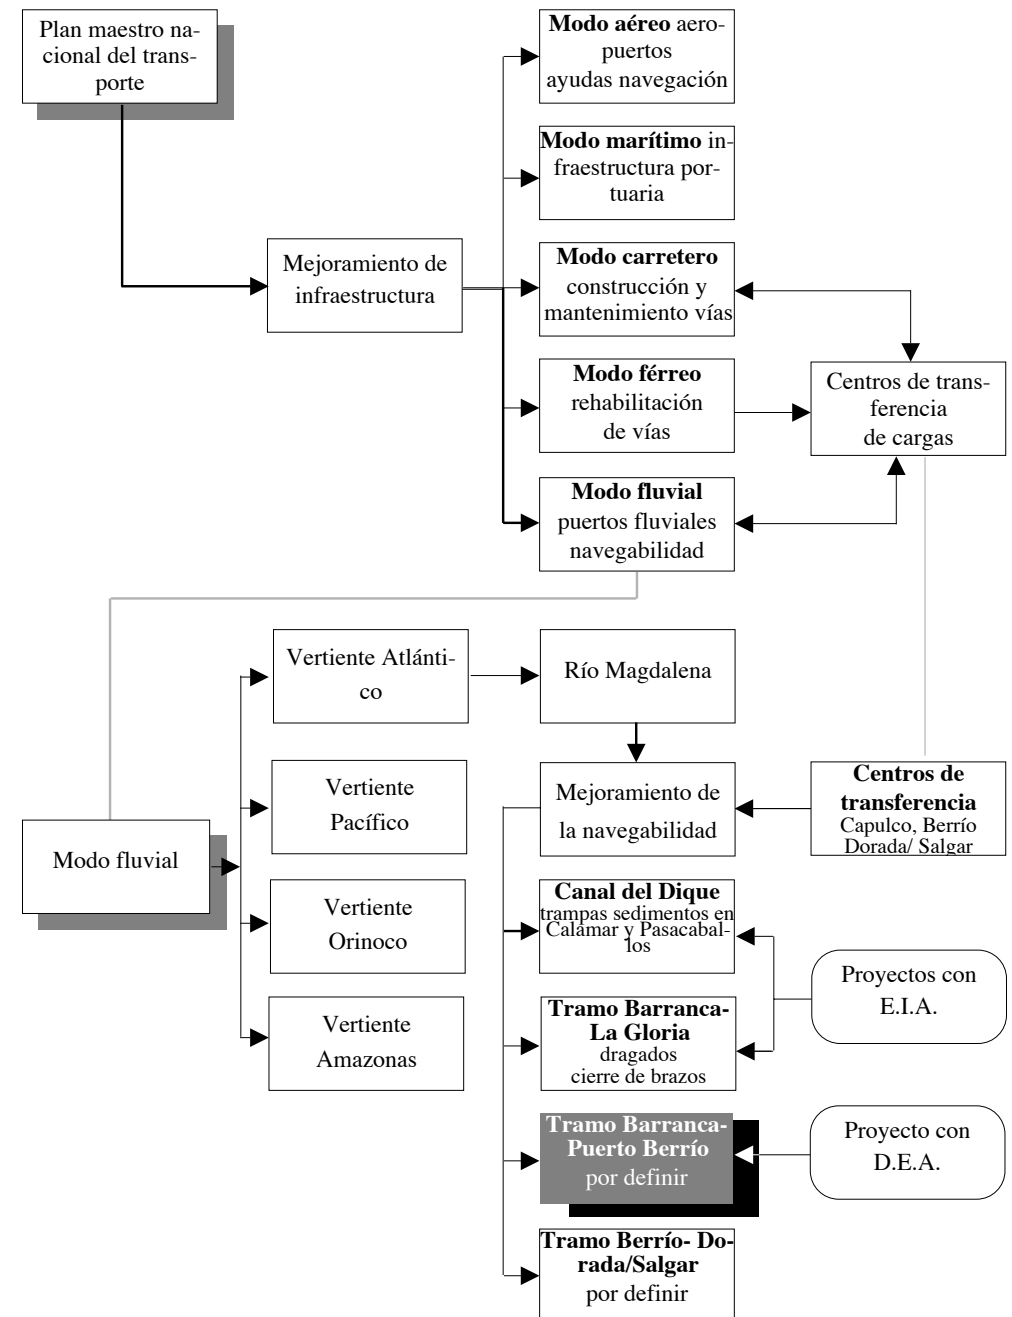 Plan maestro na-
cional del trans-
porte
Modo aéreo aero-
puertos
ayudas navegación
Modo marítimo in-
fraestructura por-
tuaria
Mejoramiento de
infraestructura
Modo carretero
construcción y
mantenimiento vías
Modo férreo
rehabilitación
de vías
Centros de trans-
ferencia
de cargas
Modo fluvial
puertos fluviales
navegabilidad
Vertiente Atlánti-
co
Río Magdalena
Vertiente
Pacífico
Mejoramiento de
la navegabilidad
Centros de
transferencia
Capulco, Berrío
Dorada/ Salgar
Modo fluvial
Vertiente
Orinoco
Canal del Dique
trampas sedimentos en
Calamar y Pasacabal-
los
Proyectos con
E.I.A.
Vertiente
Amazonas
Tramo Barranca-
La Gloria
dragados
cierre de brazos
Tramo Barranca-
Puerto Berrío
por definir
Proyecto con
D.E.A.
Tramo Berrío- Do-
rada/Salgar
por definir